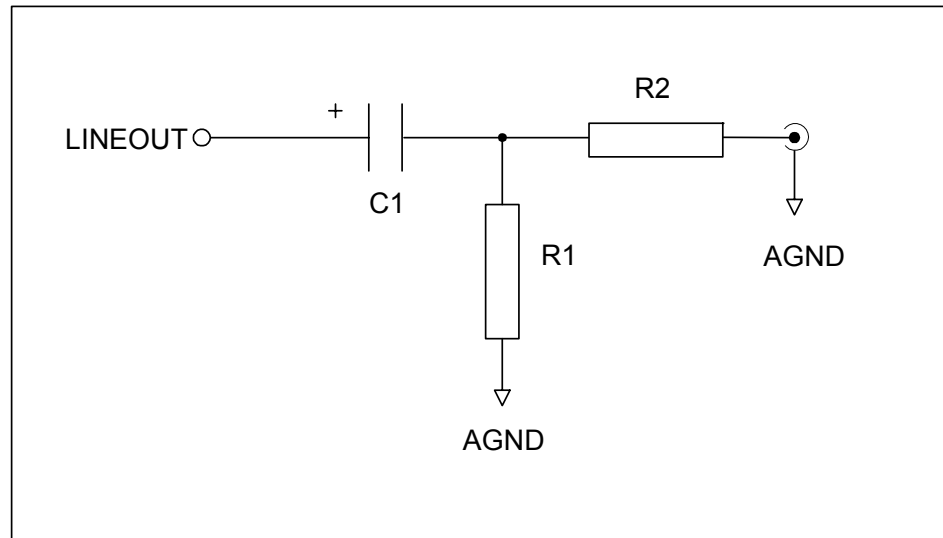 R2
+
LINEOUT
C1
R1
AGND
AGND